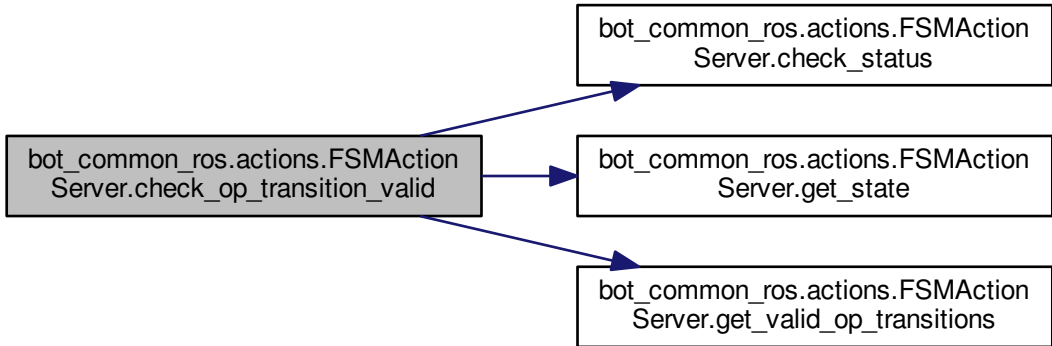 bot_common_ros.actions.FSMAction
Server.check_status
bot_common_ros.actions.FSMAction
Server.check_op_transition_valid
bot_common_ros.actions.FSMAction
Server.get_state
bot_common_ros.actions.FSMAction
Server.get_valid_op_transitions